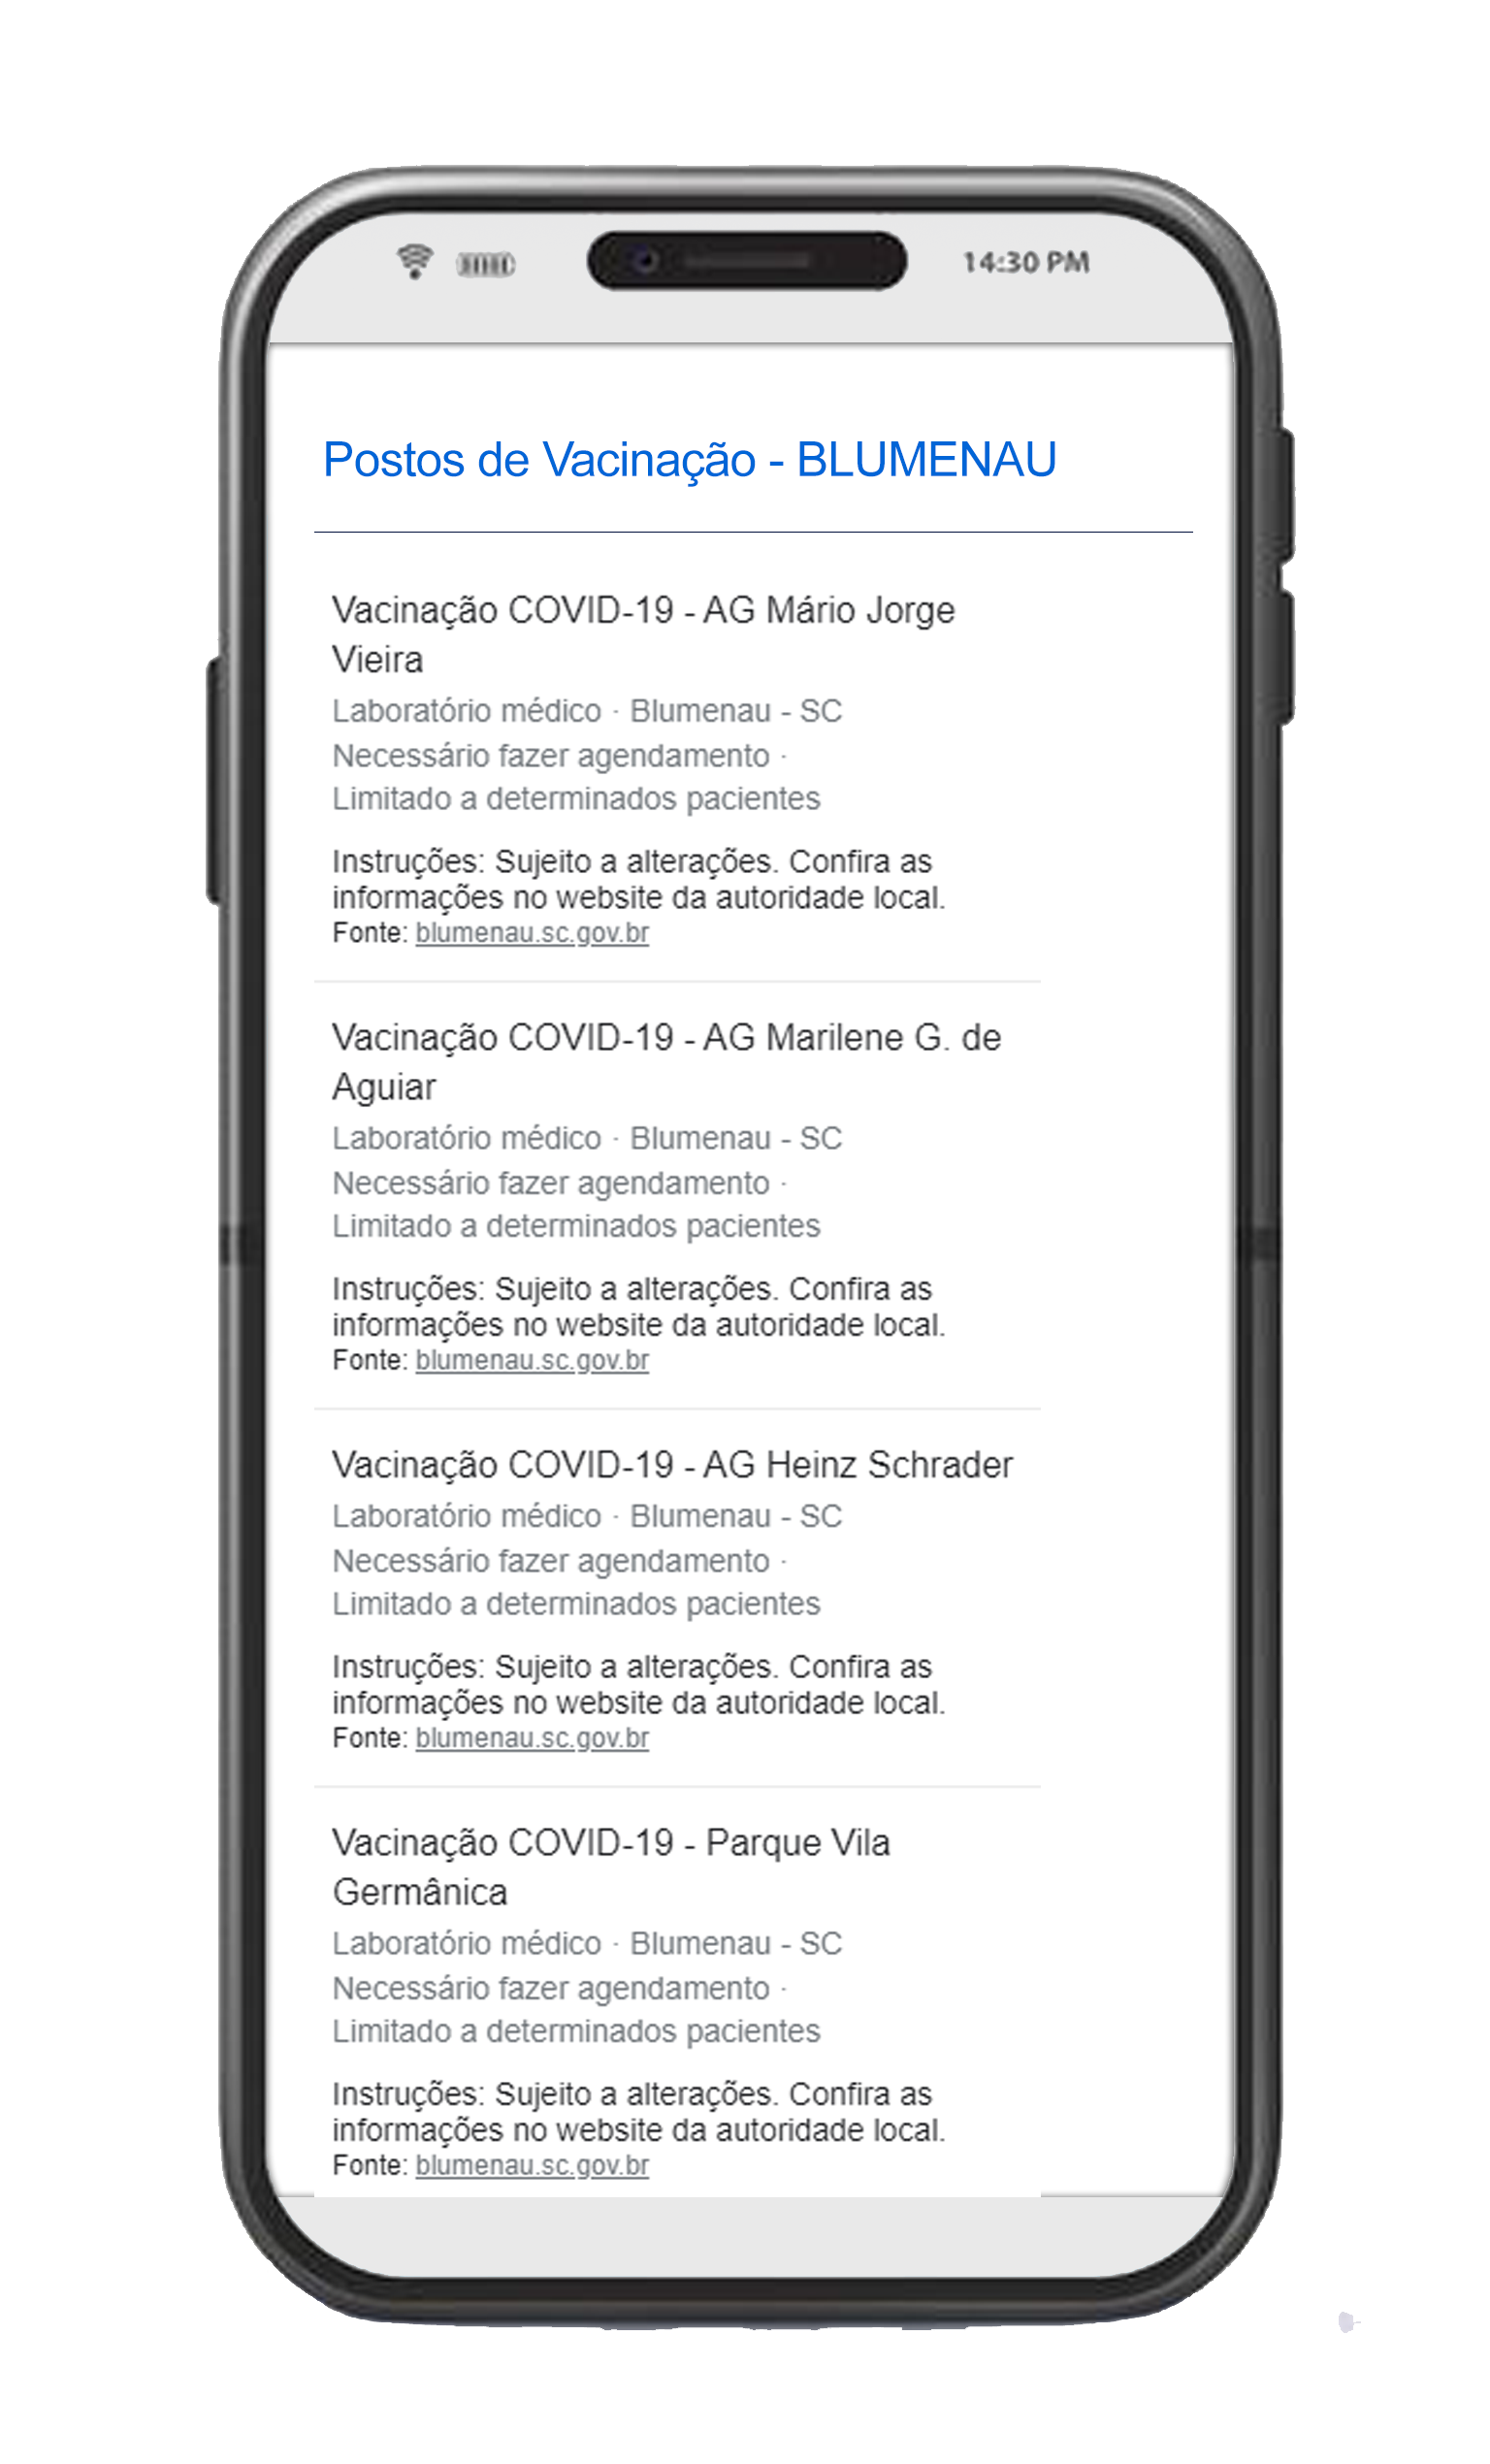 14:30 PM
Postos de Vacinação - BLUMENAU
Vacinação COVID-19 - AG Mário Jorge
Vieira
Laboratório médico · Blumenau - SC
Necessário fazer agendamento ·
Limitado a determinados pacientes
Instruções: Sujeito a alterações. Confira as
informações no website da autoridade local.
Fonte: blumenau.sc.gov.br
Vacinação COVID-19 - AG Marilene G. de
Aguiar
Laboratório médico · Blumenau - SC
Necessário fazer agendamento ·
Limitado a determinados pacientes
Instruções: Sujeito a alterações. Confira as
informações no website da autoridade local.
Fonte: blumenau.sc.gov.br
Vacinação COVID-19 - AG Heinz Schrader
Laboratório médico · Blumenau - SC
Necessário fazer agendamento ·
Limitado a determinados pacientes
Instruções: Sujeito a alterações. Confira as
informações no website da autoridade local.
Fonte: blumenau.sc.gov.br
Vacinação COVID-19 - Parque Vila
Germânica
Laboratório médico · Blumenau - SC
Necessário fazer agendamento ·
Limitado a determinados pacientes
Instruções: Sujeito a alterações. Confira as
informações no website da autoridade local.
Fonte: blumenau.sc.gov.br